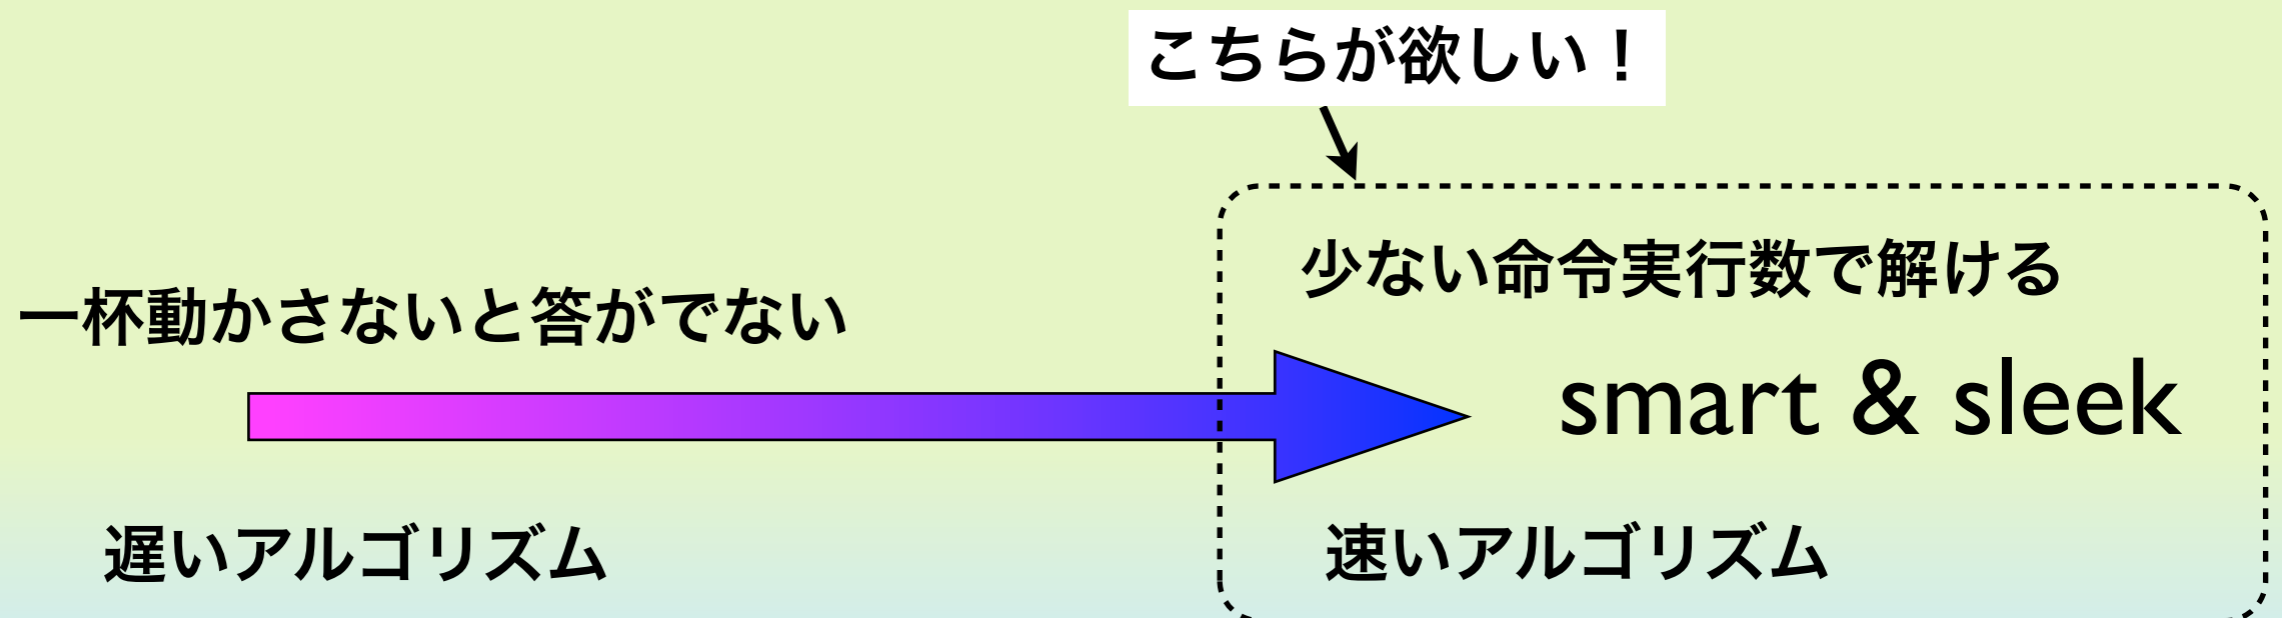 こちらが欲しい！
一杯動かさないと答がでない
少ない命令実行数で解ける
smart & sleek
遅いアルゴリズム
速いアルゴリズム